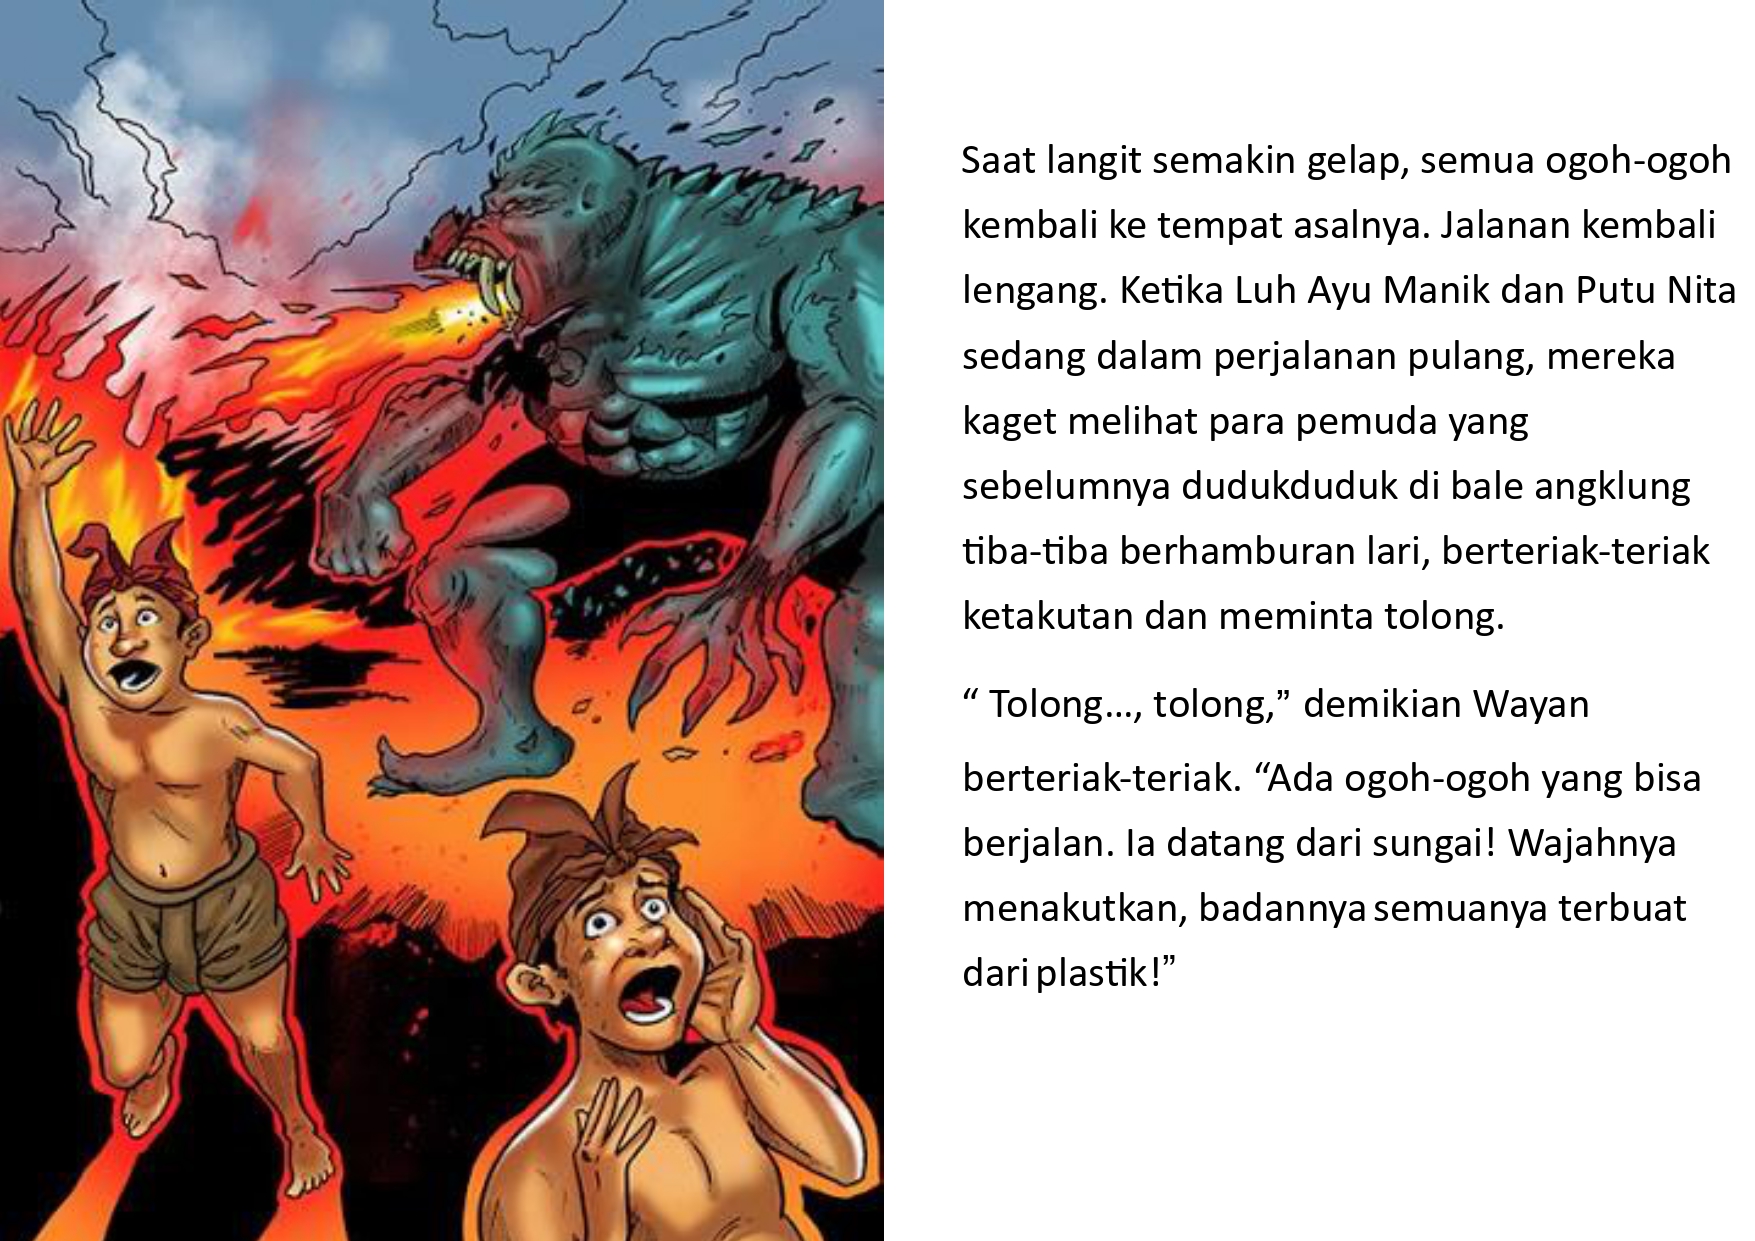 Saat langit semakin gelap, semua ogoh-ogoh
kembali ke tempat asalnya. Jalanan kembali
lengang. Ketika Luh Ayu Manik dan Putu Nita
sedang dalam perjalanan pulang, mereka
kaget melihat para pemuda yang
sebelumnya dudukduduk di bale angklung
tiba-tiba berhamburan lari, berteriak-teriak
ketakutan dan meminta tolong.
“ Tolong…, tolong,” demikian Wayan
berteriak-teriak. “Ada ogoh-ogoh yang bisa
berjalan. Ia datang dari sungai! Wajahnya
menakutkan, badannya semuanya terbuat
dari plastik!”